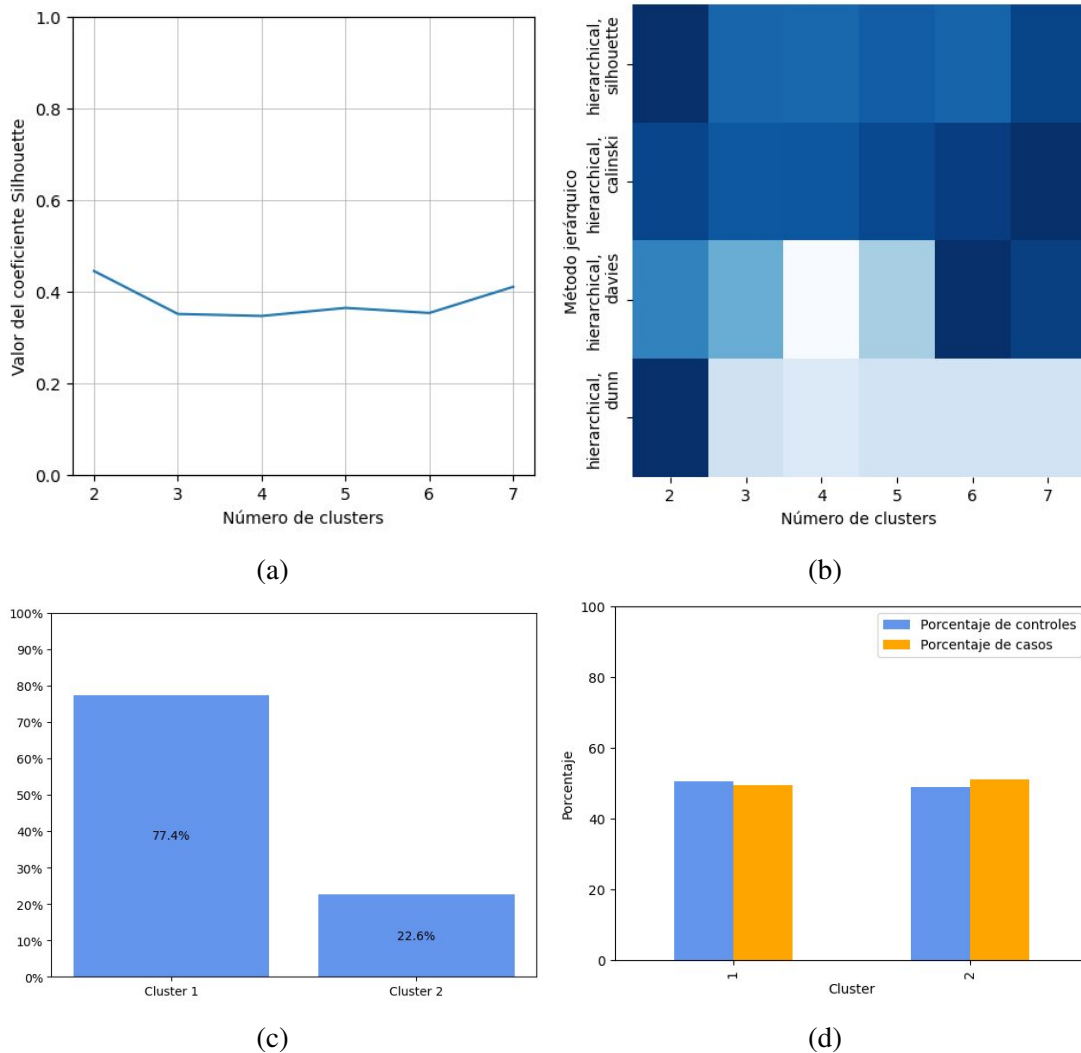 1.0
0.8
0.6
0.4
0.2
0.0
Valor del coeficiente Silhouette
2 3 4 5 6 7
Número de clusters
(a)
Método jerárquico
hierarchical,
silhouette
hierarchical,
calinski
hierarchical,
davies
hierarchical,
dunn
2 3 4 5 6 7
Número de clusters
(b)
100%
90%
80%
70%
60%
50%
40%
30%
20%
10%
0%
77.4%
22.6%
Cluster 1 Cluster 2
(c)
100
80
60
40
20
0
Porcentaje
Porcentaje de controles
Porcentaje de casos
1 2
Cluster
(d)